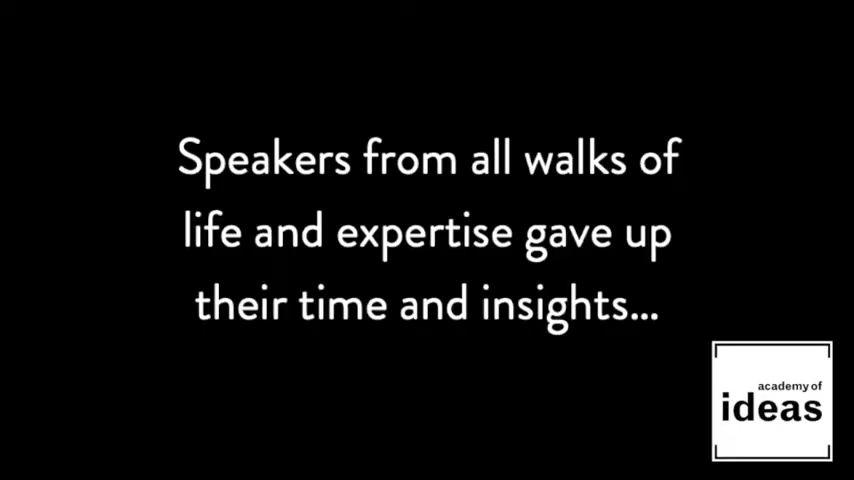 Speakers from all walks of
life and expertise gave up
their time and insights...
academy of
ideas